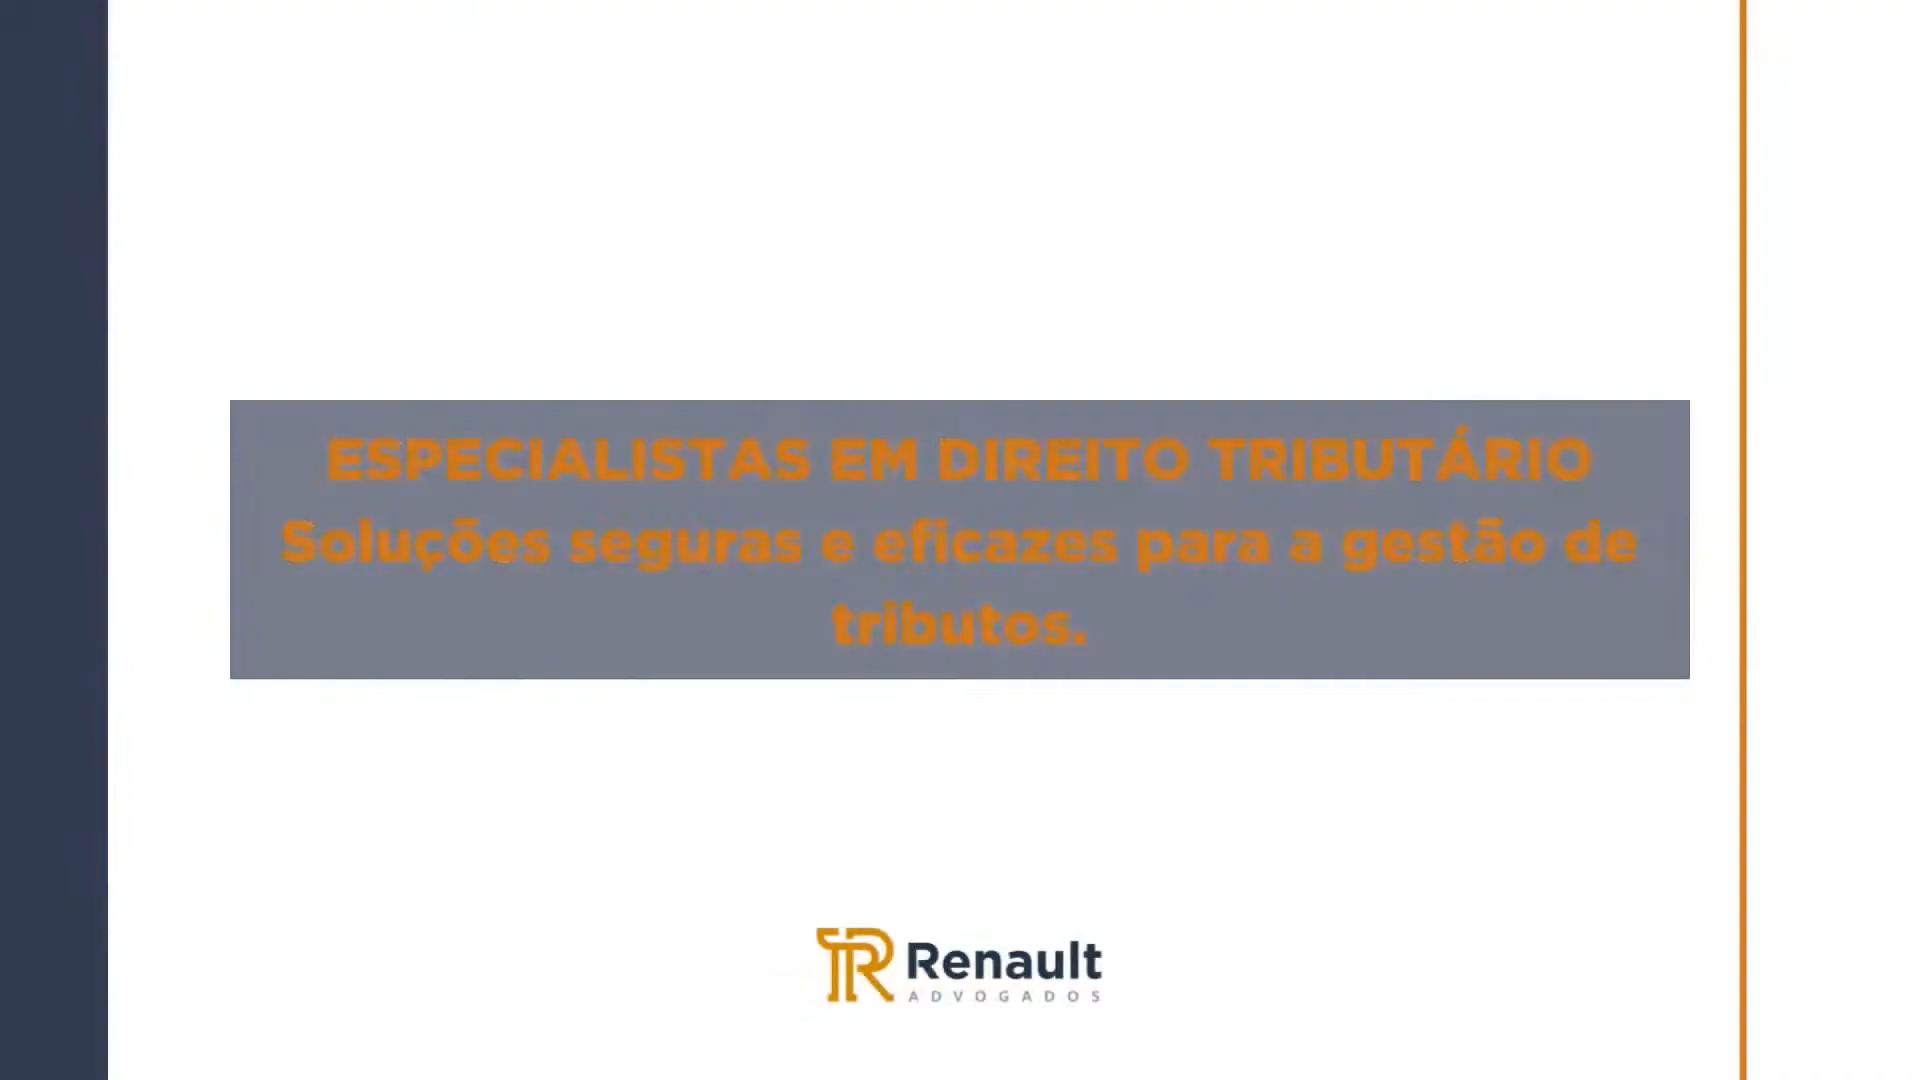 ESPECIALISTAS EM DIREITO TRIBUTÁRIO
Soluções seguras e eficazes para a gestão de
tributos.
Renault
ADVOGADOS